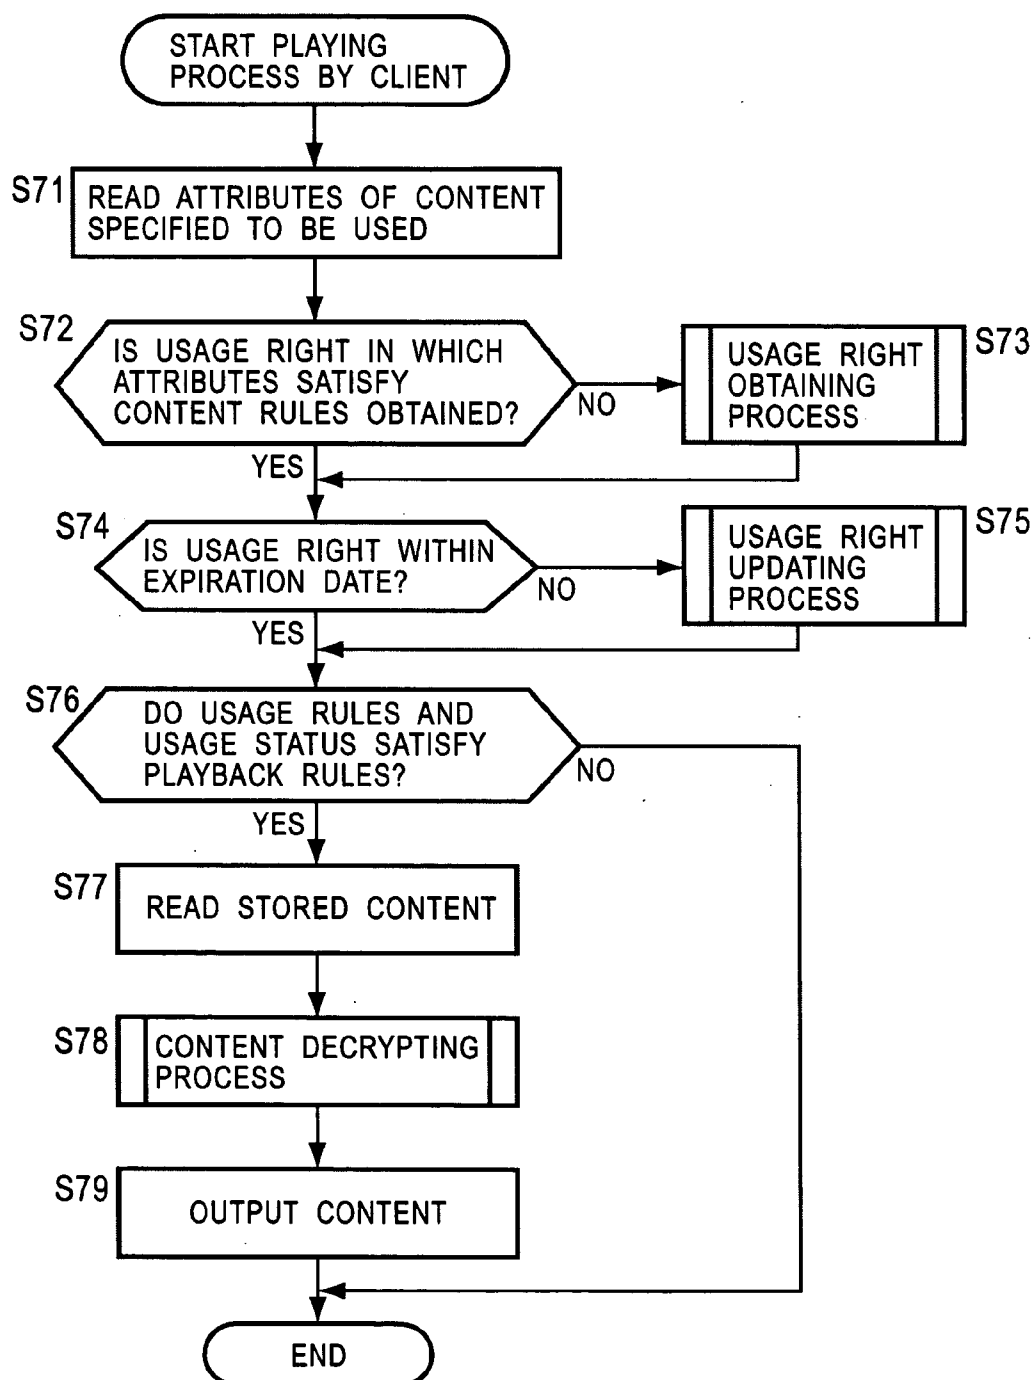 START PLAYING
PROCESS BY CLIENT
S71
READ ATTRIBUTES OF CONTENT
SPECIFIED TO BE USED
S72
IS USAGE RIGHT IN WHICH
ATTRIBUTES SATISFY
CONTENT RULES OBTAINED?
NO
S73
USAGE RIGHT
OBTAINING
PROCESS
YES
S74
IS USAGE RIGHT WITHIN
EXPIRATION DATE?
NO
S75
USAGE RIGHT
UPDATING
PROCESS
YES
S76
DO USAGE RULES AND
USAGE STATUS SATISFY
PLAYBACK RULES?
NO
YES
S77
READ STORED CONTENT
S78
CONTENT DECRYPTING
PROCESS
S79
OUTPUT CONTENT
END